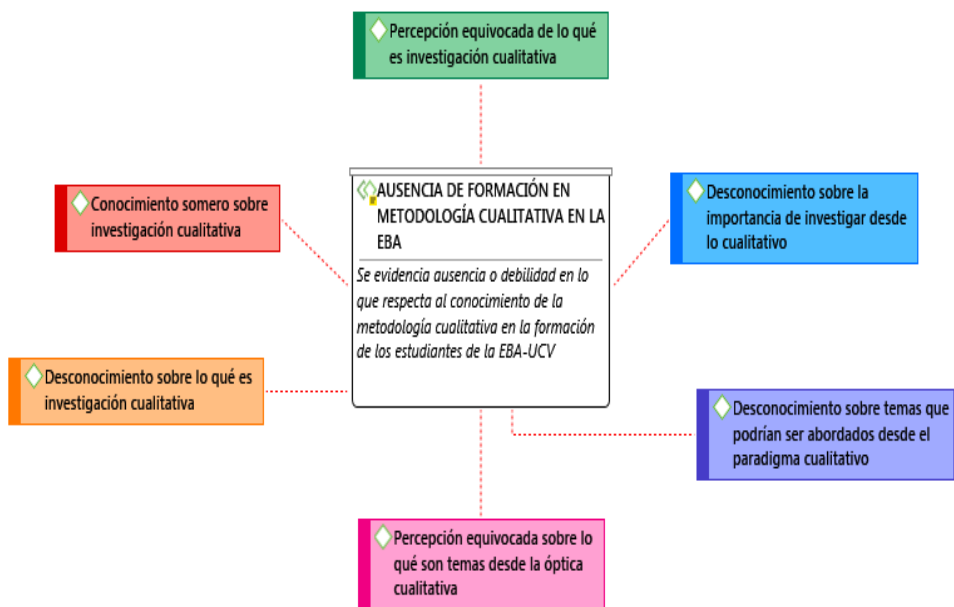 Percepción equivocada de lo qué
es investigación cualitativa
Conocimiento somero sobre
investigación cualitativa
AUSENCIA DE FORMACIÓN EN
METODOLOGÍA CUALITATIVA EN LA
EBA
Se evidencia ausencia o debilidad en lo
que respecta al conocimiento de la
metodología cualitativa en la formación
de los estudiantes de la EBA-UCV
Desconocimiento sobre la
importancia de investigar desde
lo cualitativo
Desconocimiento sobre lo qué es
investigación cualitativa
Desconocimiento sobre temas que
podrían ser abordados desde el
paradigma cualitativo
Percepción equivocada sobre lo
qué son temas desde la óptica
cualitativa